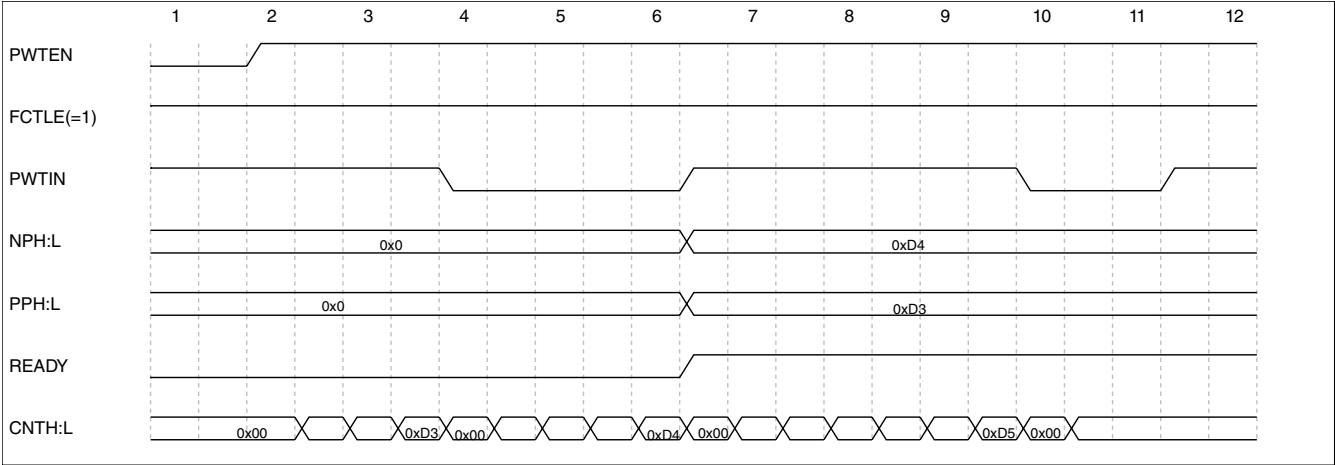 1 2 3 4 5 6 7 8 9 10 11 12
PWTEN
FCTLE(=1)
PWTIN
NPH:L 0x0 0xD4
PPH:L 0x0 0xD3
READY
CNTH:L 0x00 0xD3 0x00 0xD4 0x00 0xD5 0x00